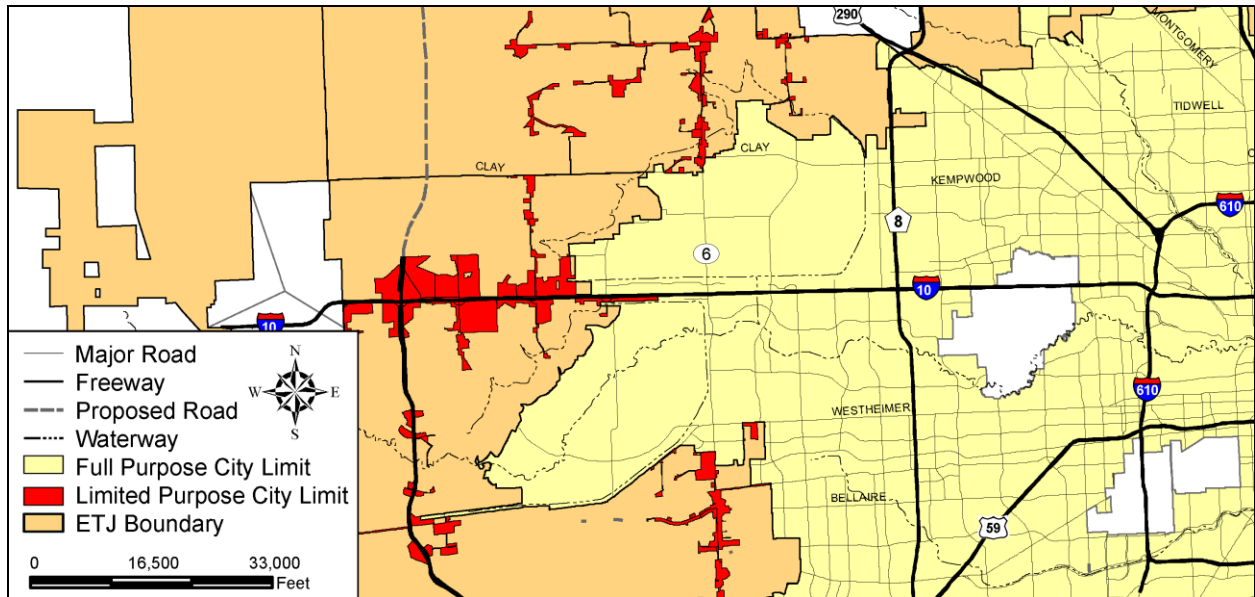 290
MONTGOMERY
TIDWELL
CLAY
CLAY
KEMPWOOD
610
610
8
6
10
10
610
WESTHEIMER
BELLAIRE
59
Major Road
Freeway
Proposed Road
Waterway
Full Purpose City Limit
Limited Purpose City Limit
ETJ Boundary
N
W E
S
0 16,500 33,000
Feet